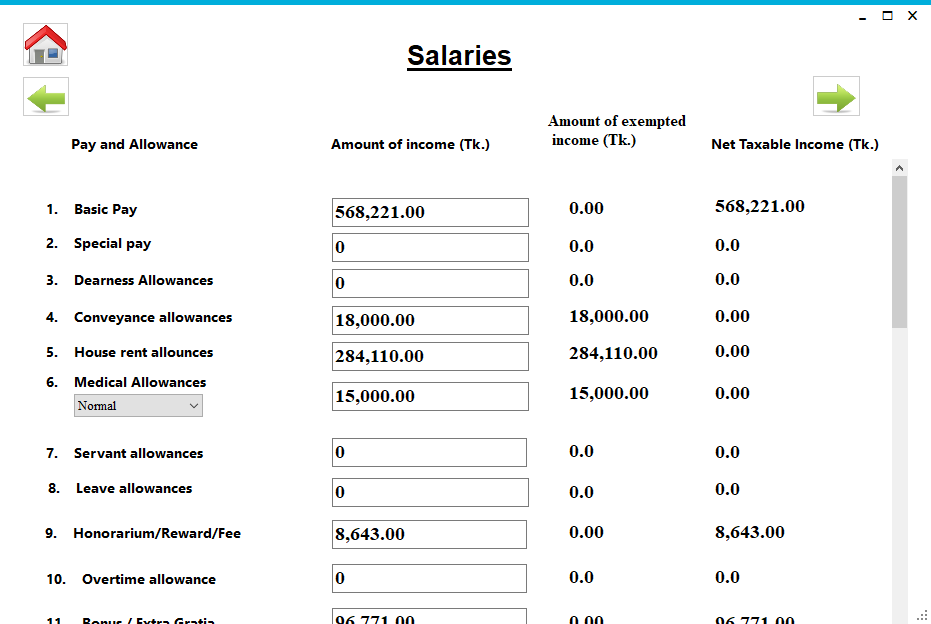 Salaries
Pay and Allowance Amount of income (Tk.) Amount of exempted income (Tk.) Net Taxable Income (Tk.)
1. Basic Pay 568,221.00 0.00 568,221.00
2. Special pay 0 0.0 0.0
3. Dearness Allowances 0 0.0 0.0
4. Conveyance allowances 18,000.00 18,000.00 0.00
5. House rent allounces 284,110.00 284,110.00 0.00
6. Medical Allowances 15,000.00 15,000.00 0.00
Normal
7. Servant allowances 0 0.0 0.0
8. Leave allowances 0 0.0 0.0
9. Honorarium/Reward/Fee 8,643.00 0.00 8,643.00
10. Overtime allowance 0 0.0 0.0
11. Bonus / Extra Gratia 96,771.00 0.00 96,771.00